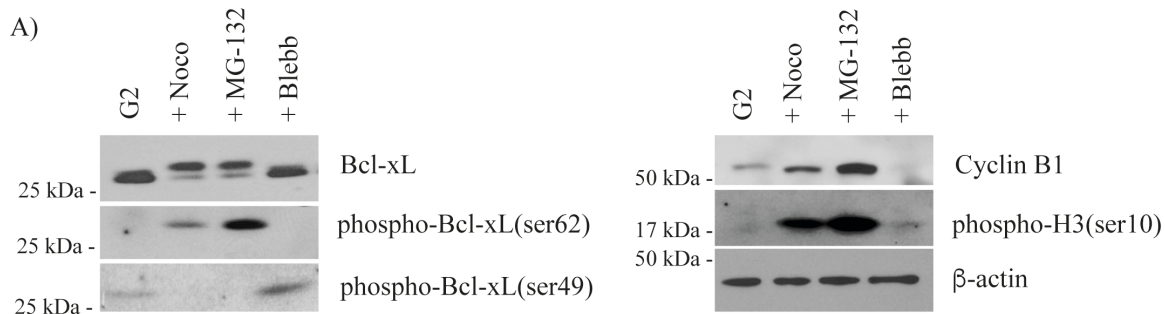 A)
G2
+ Noco
+ MG-132
+ Blebb
25 kDa -
Bcl-xL
25 kDa -
phospho-Bcl-xL(ser62)
25 kDa -
phospho-Bcl-xL(ser49)
G2
+ Noco
+ MG-132
+ Blebb
50 kDa -
Cyclin B1
17 kDa -
phospho-H3(ser10)
50 kDa -
β-actin